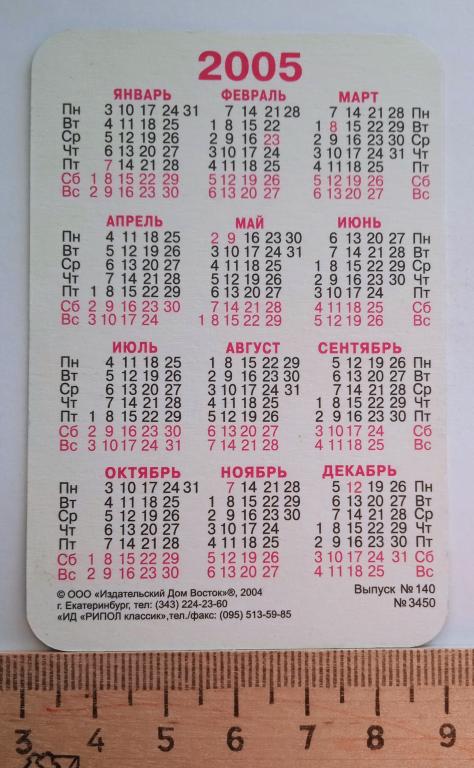 2005
ЯНВАРЬ ФЕВРАЛЬ МАРТ
Пн 3 10 17 24 31 7 14 21 28 7 14 21 28 Пн
Вт 4 11 18 25 1 8 15 22 1 8 15 22 29 Вт
Ср 5 12 19 26 2 9 16 23 2 9 16 23 30 Ср
Чт 6 13 20 27 3 10 17 24 3 10 17 24 31 Чт
Пт 7 14 21 28 4 11 18 25 4 11 18 25 Пт
Сб 1 8 15 22 29 5 12 19 26 5 12 19 26 Сб
Вс 2 9 16 23 30 6 13 20 27 6 13 20 27 Вс
АПРЕЛЬ МАЙ ИЮНЬ
Пн 4 11 18 25 2 9 16 23 30 6 13 20 27 Пн
Вт 5 12 19 26 3 10 17 24 31 7 14 21 28 Вт
Ср 6 13 20 27 4 11 18 25 1 8 15 22 29 Ср
Чт 7 14 21 28 5 12 19 26 2 9 16 23 30 Чт
Пт 1 8 15 22 29 6 13 20 27 3 10 17 24 Пт
Сб 2 9 16 23 30 7 14 21 28 4 11 18 25 Сб
Вс 3 10 17 24 1 8 15 22 29 5 12 19 26 Вс
ИЮЛЬ АВГУСТ СЕНТЯБРЬ
Пн 4 11 18 25 1 8 15 22 29 5 12 19 26 Пн
Вт 5 12 19 26 2 9 16 23 30 6 13 20 27 Вт
Ср 6 13 20 27 3 10 17 24 31 7 14 21 28 Ср
Чт 7 14 21 28 4 11 18 25 1 8 15 22 29 Чт
Пт 1 8 15 22 29 5 12 19 26 2 9 16 23 30 Пт
Сб 2 9 16 23 30 6 13 20 27 3 10 17 24 Сб
Вс 3 10 17 24 31 7 14 21 28 4 11 18 25 Вс
ОКТЯБРЬ НОЯБРЬ ДЕКАБРЬ
Пн 3 10 17 24 31 7 14 21 28 5 12 19 26 Пн
Вт 4 11 18 25 1 8 15 22 29 6 13 20 27 Вт
Ср 5 12 19 26 2 9 16 23 30 7 14 21 28 Ср
Чт 6 13 20 27 3 10 17 24 1 8 15 22 29 Чт
Пт 7 14 21 28 4 11 18 25 2 9 16 23 30 Пт
Сб 1 8 15 22 29 5 12 19 26 3 10 17 24 31 Сб
Вс 2 9 16 23 30 6 13 20 27 4 11 18 25 Вс
© ООО «Издательский Дом Восток»®, 2004 Выпуск №140
г. Екатеринбург, тел: (343) 224-23-60 №3450
«ИД «РИПОЛ классик»,тел./факс: (095) 513-59-85
3 4 5 6 7 8 9